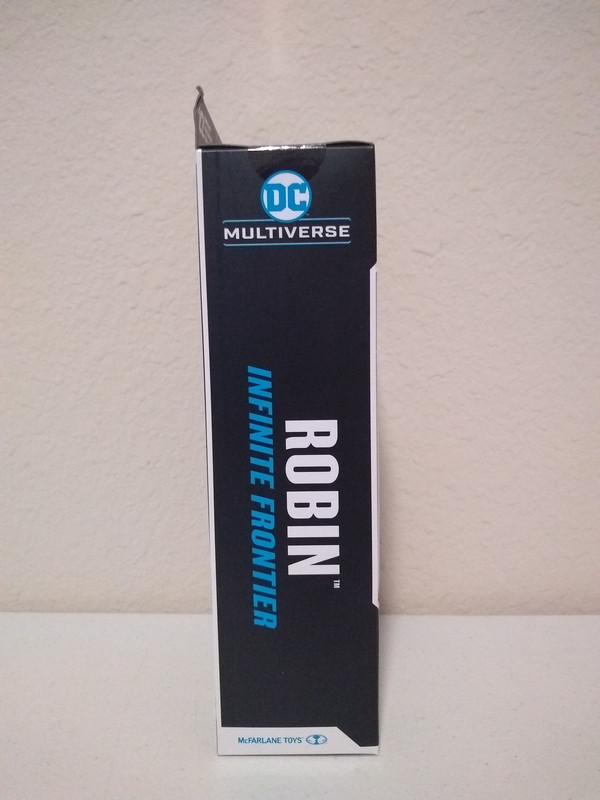 DC
MULTIVERSE
ROBIN™
INFINITE FRONTIER
McFARLANE TOYS